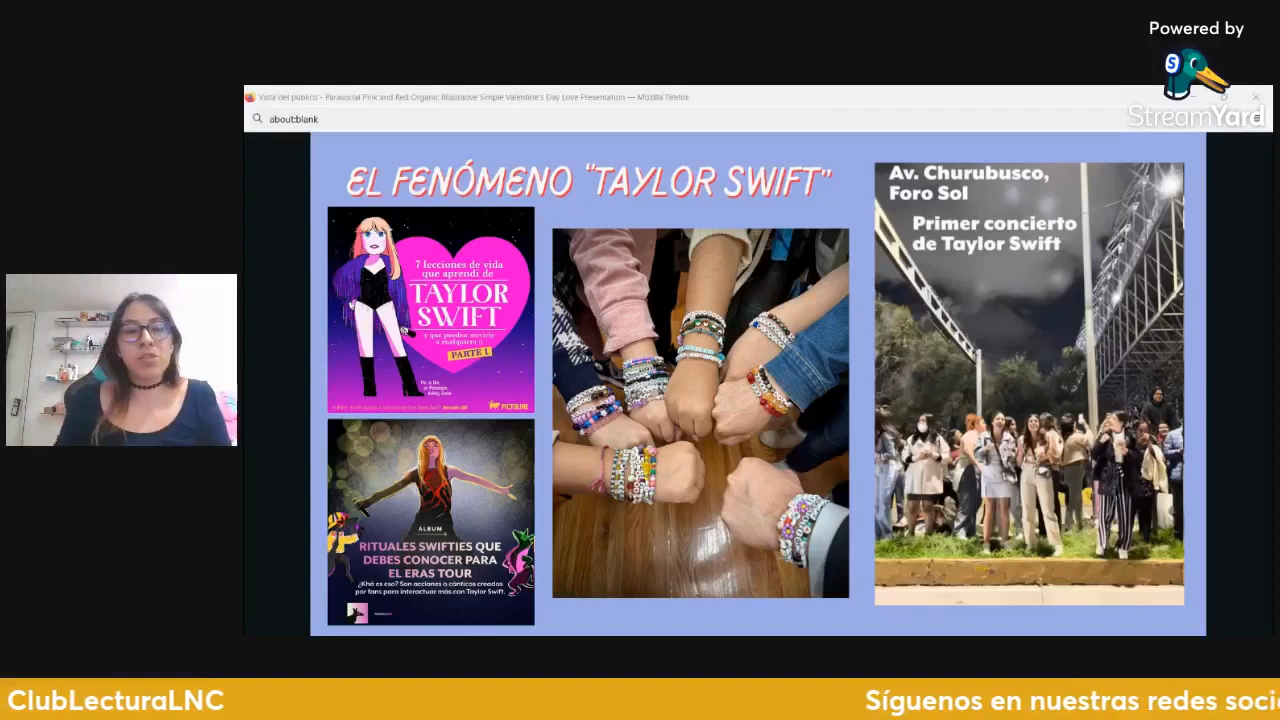 Powered by
StreamYard
Vista del público - Parasocial Pink and Red Organic Illustrative Simple Valentine's Day Love Presentation — Mozilla Firefox
about:blank
EL FENÓMENO "TAYLOR SWIFT"
7 lecciones de vida
que aprendí de
TAYLOR
SWIFT
y que pueden servirle
a cualquiera :)
PARTE 1
PICTOLINE
ÁLBUM
RITUALES SWIFTIES QUE
DEBES CONOCER PARA
EL ERAS TOUR
¿Khá es eso? Son acciones o cánticos creados
por fans para interactuar más con Taylor Swift.
Av. Churubusco,
Foro Sol
Primer concierto
de Taylor Swift
ClubLecturaLNC
Síguenos en nuestras redes soci